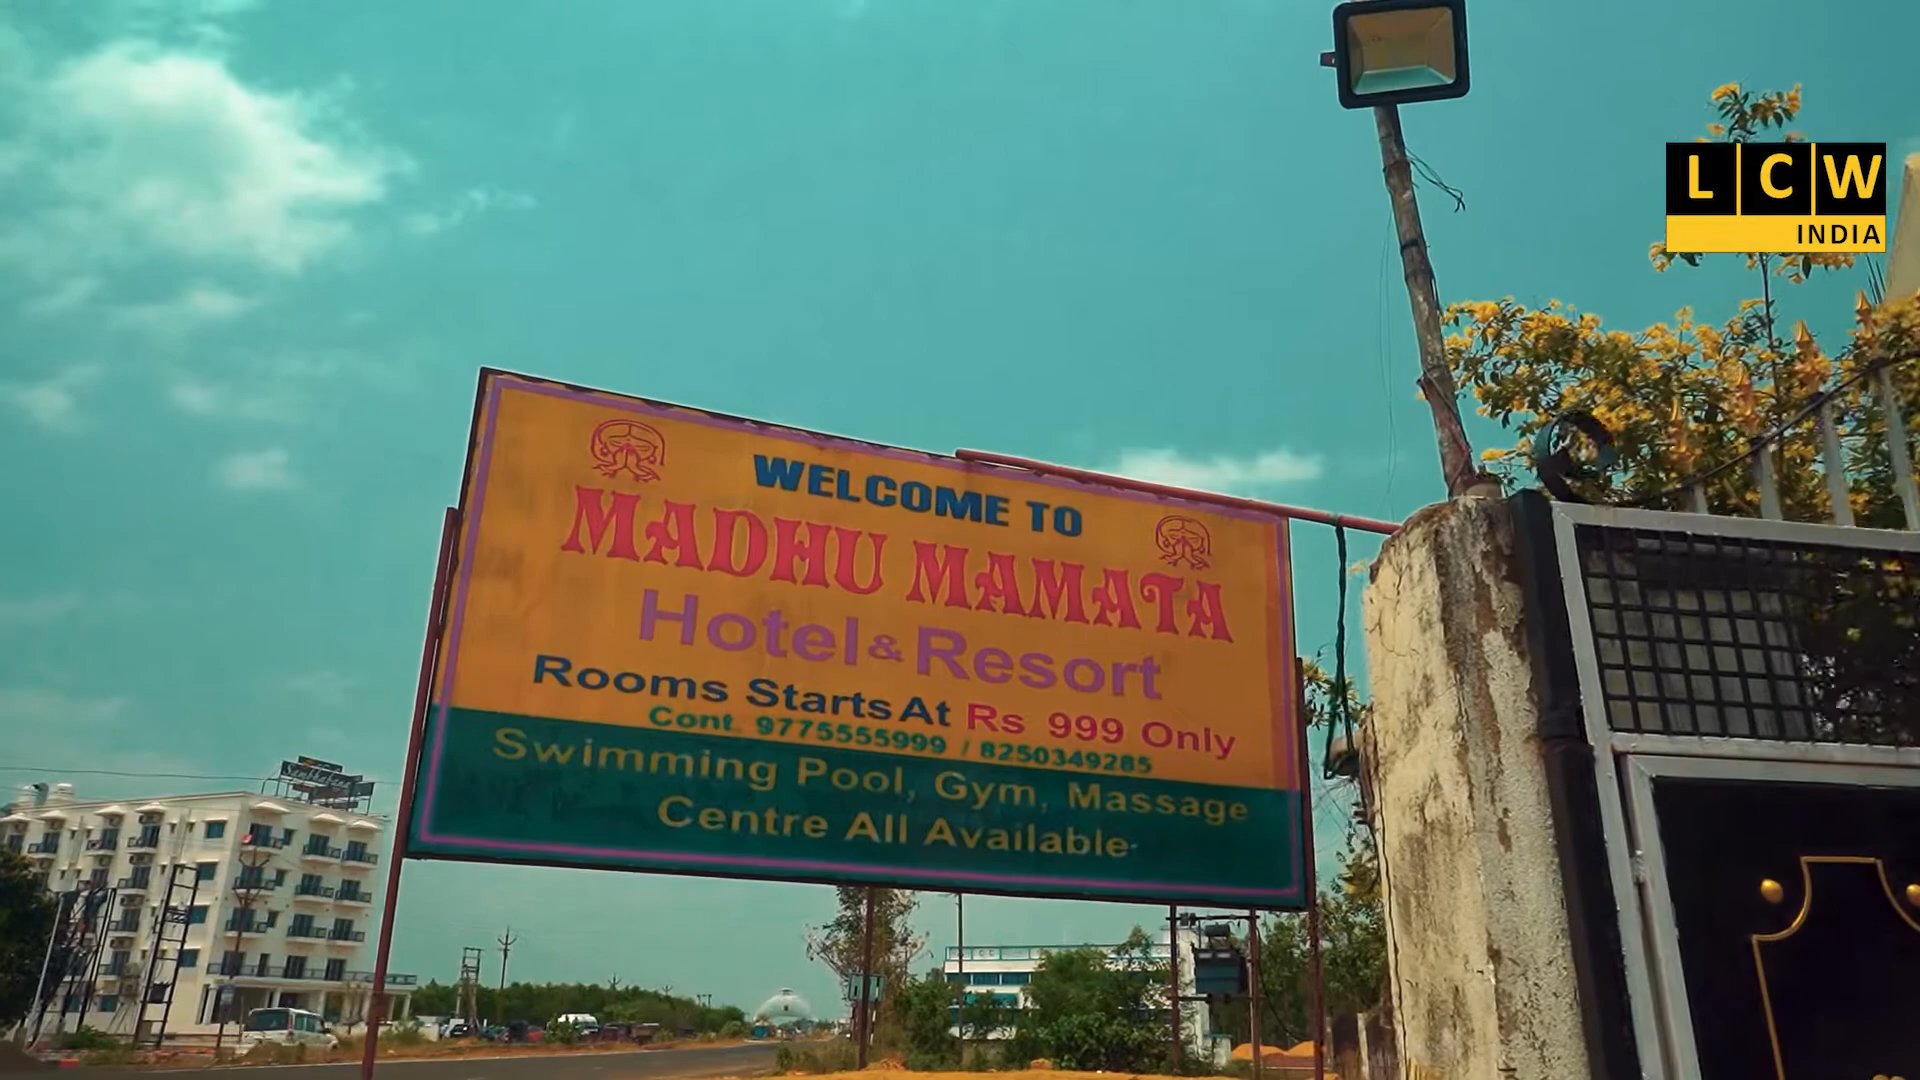 L C W
INDIA
WELCOME TO
MADHU MAMATA
Hotel & Resort
Rooms Starts At Rs 999 Only
Cont. 9775555999 / 8250349285
Swimming Pool, Gym, Massage
Centre All Available